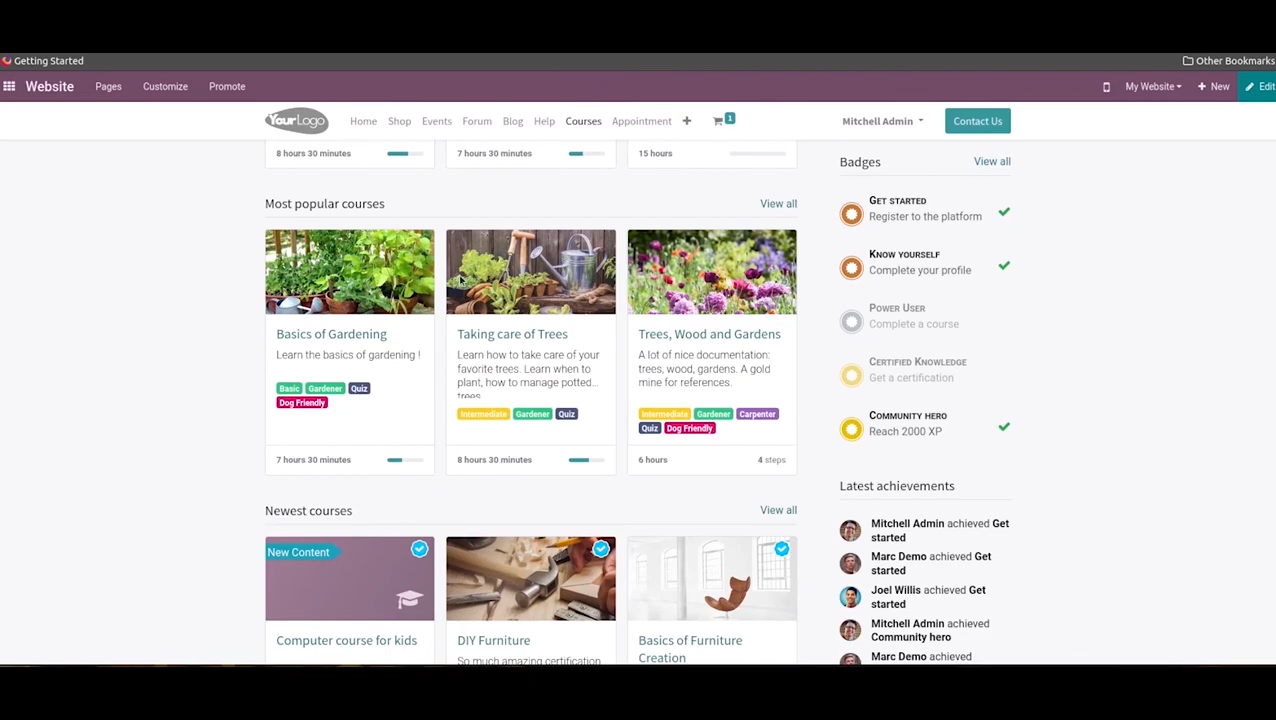 Getting Started
Other Bookmarks
Website Pages Customize Promote
My Website New Edit
YourLogo Home Shop Events Forum Blog Help Courses Appointment 1 Mitchell Admin Contact Us
8 hours 30 minutes
7 hours 30 minutes
15 hours
Most popular courses View all
Basics of Gardening
Learn the basics of gardening !
Basic Gardener Quiz
Dog Friendly
7 hours 30 minutes
Taking care of Trees
Learn how to take care of your
favorite trees. Learn when to
plant, how to manage potted...
trees
Intermediate Gardener Quiz
8 hours 30 minutes
Trees, Wood and Gardens
A lot of nice documentation:
trees, wood, gardens. A gold
mine for references.
Intermediate Gardener Carpenter
Quiz Dog Friendly
6 hours 4 steps
Newest courses View all
New Content
Computer course for kids
DIY Furniture
So much amazing certification
Basics of Furniture
Creation
Badges View all
GET STARTED
Register to the platform
KNOW YOURSELF
Complete your profile
POWER USER
Complete a course
CERTIFIED KNOWLEDGE
Get a certification
COMMUNITY HERO
Reach 2000 XP
Latest achievements
Mitchell Admin achieved Get
started
Marc Demo achieved Get
started
Joel Willis achieved Get
started
Mitchell Admin achieved
Community hero
Marc Demo achieved